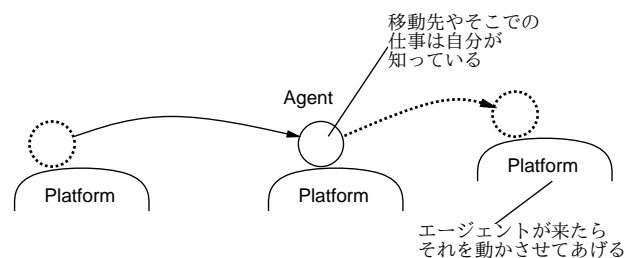 移動先やそこでの
仕事は自分が
知っている
Agent
Platform
Platform
Platform
エージェントが来たら
それを動かさせてあげる